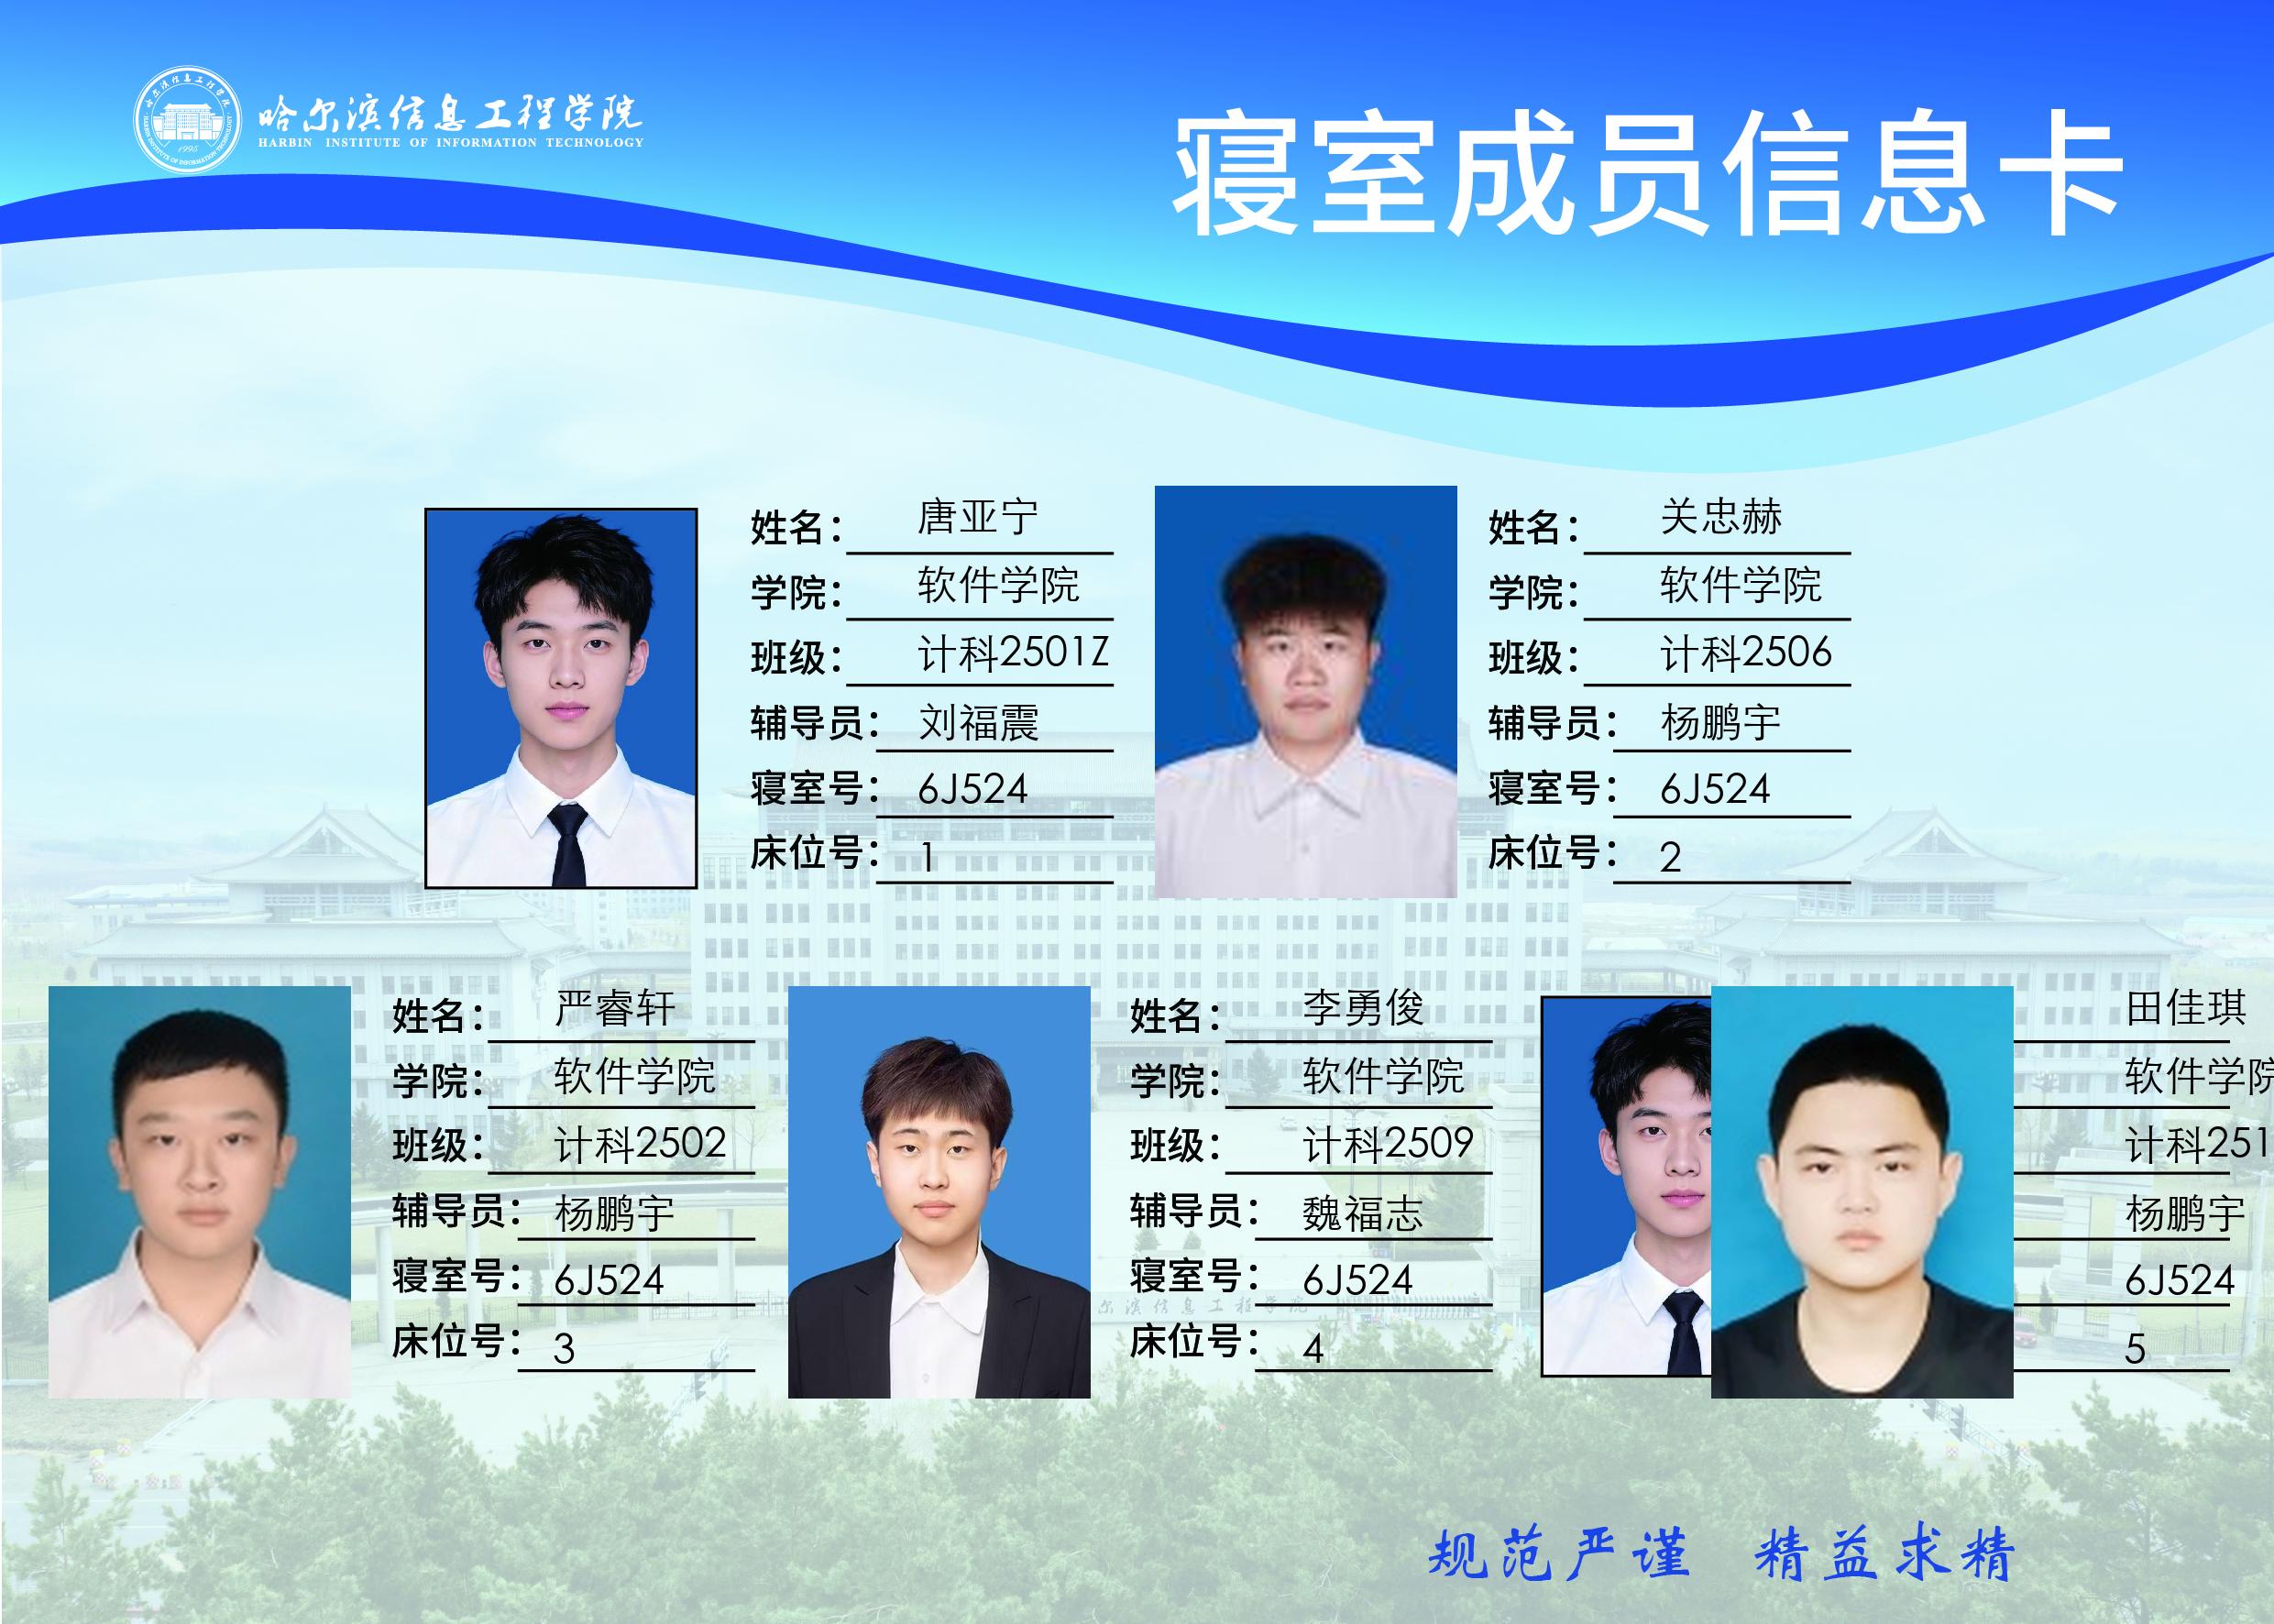 哈尔滨信息工程学院
HARBIN INSTITUTE OF INFORMATION TECHNOLOGY
1995
寝室成员信息卡
姓名： 唐亚宁
学院： 软件学院
班级： 计科2501Z
辅导员： 刘福震
寝室号： 6J524
床位号： 1
姓名： 关忠赫
学院： 软件学院
班级： 计科2506
辅导员： 杨鹏宇
寝室号： 6J524
床位号： 2
姓名： 严睿轩
学院： 软件学院
班级： 计科2502
辅导员： 杨鹏宇
寝室号： 6J524
床位号： 3
姓名： 李勇俊
学院： 软件学院
班级： 计科2509
辅导员： 魏福志
寝室号： 6J524
床位号： 4
田佳琪
软件学院
计科251
杨鹏宇
6J524
5
规范严谨 精益求精